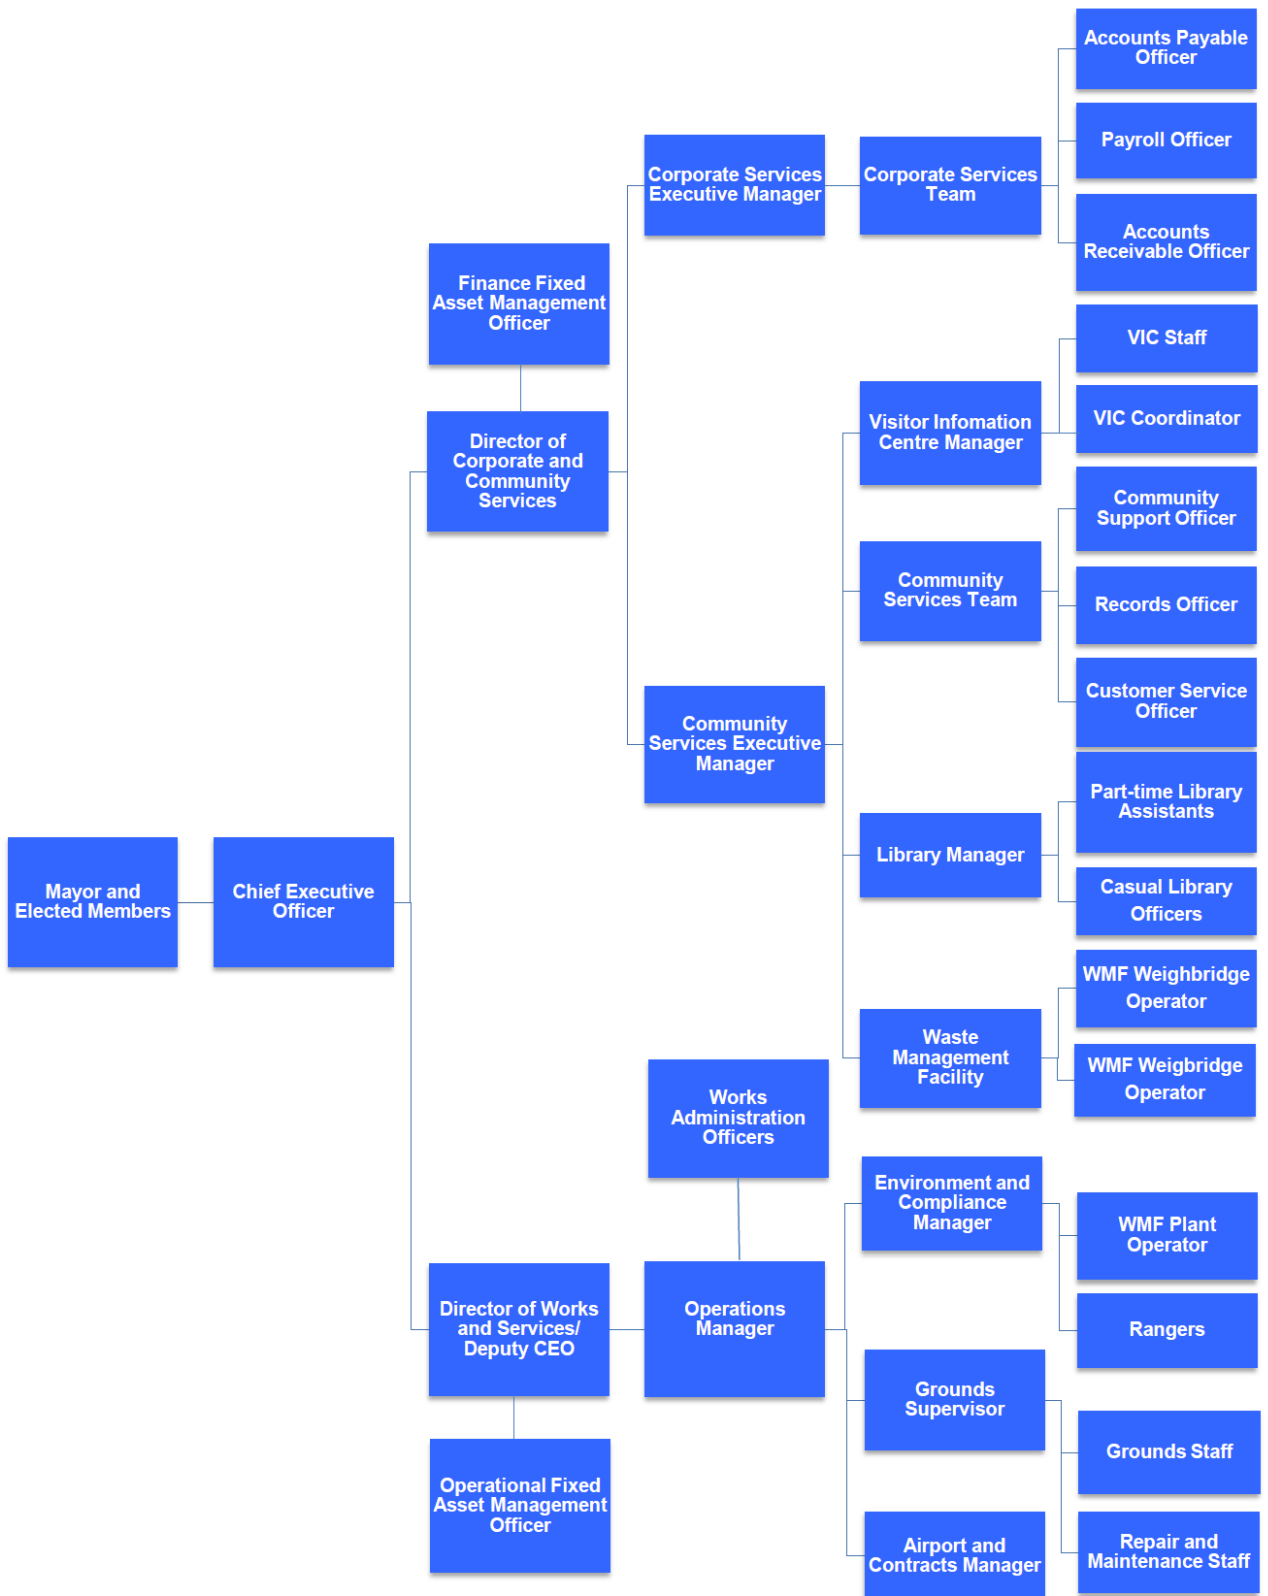 Accounts Payable
Officer
Payroll Officer
Corporate Services
Executive Manager
Corporate Services
Team
Accounts
Receivable Officer
Finance Fixed
Asset Management
Officer
VIC Staff
Visitor Infomation
Centre Manager
VIC Coordinator
Director of
Corporate and
Community
Services
Community
Support Officer
Community
Services Team
Records Officer
Customer Service
Officer
Community
Services Executive
Manager
Part-time Library
Assistants
Library Manager
Casual Library
Officers
Mayor and
Elected Members
Chief Executive
Officer
WMF Weighbridge
Operator
Waste
Management
Facility
WMF Weigbridge
Operator
Works
Administration
Officers
Environment and
Compliance
Manager
WMF Plant
Operator
Director of Works
and Services/
Deputy CEO
Operations
Manager
Rangers
Grounds
Supervisor
Grounds Staff
Operational Fixed
Asset Management
Officer
Airport and
Contracts Manager
Repair and
Maintenance Staff